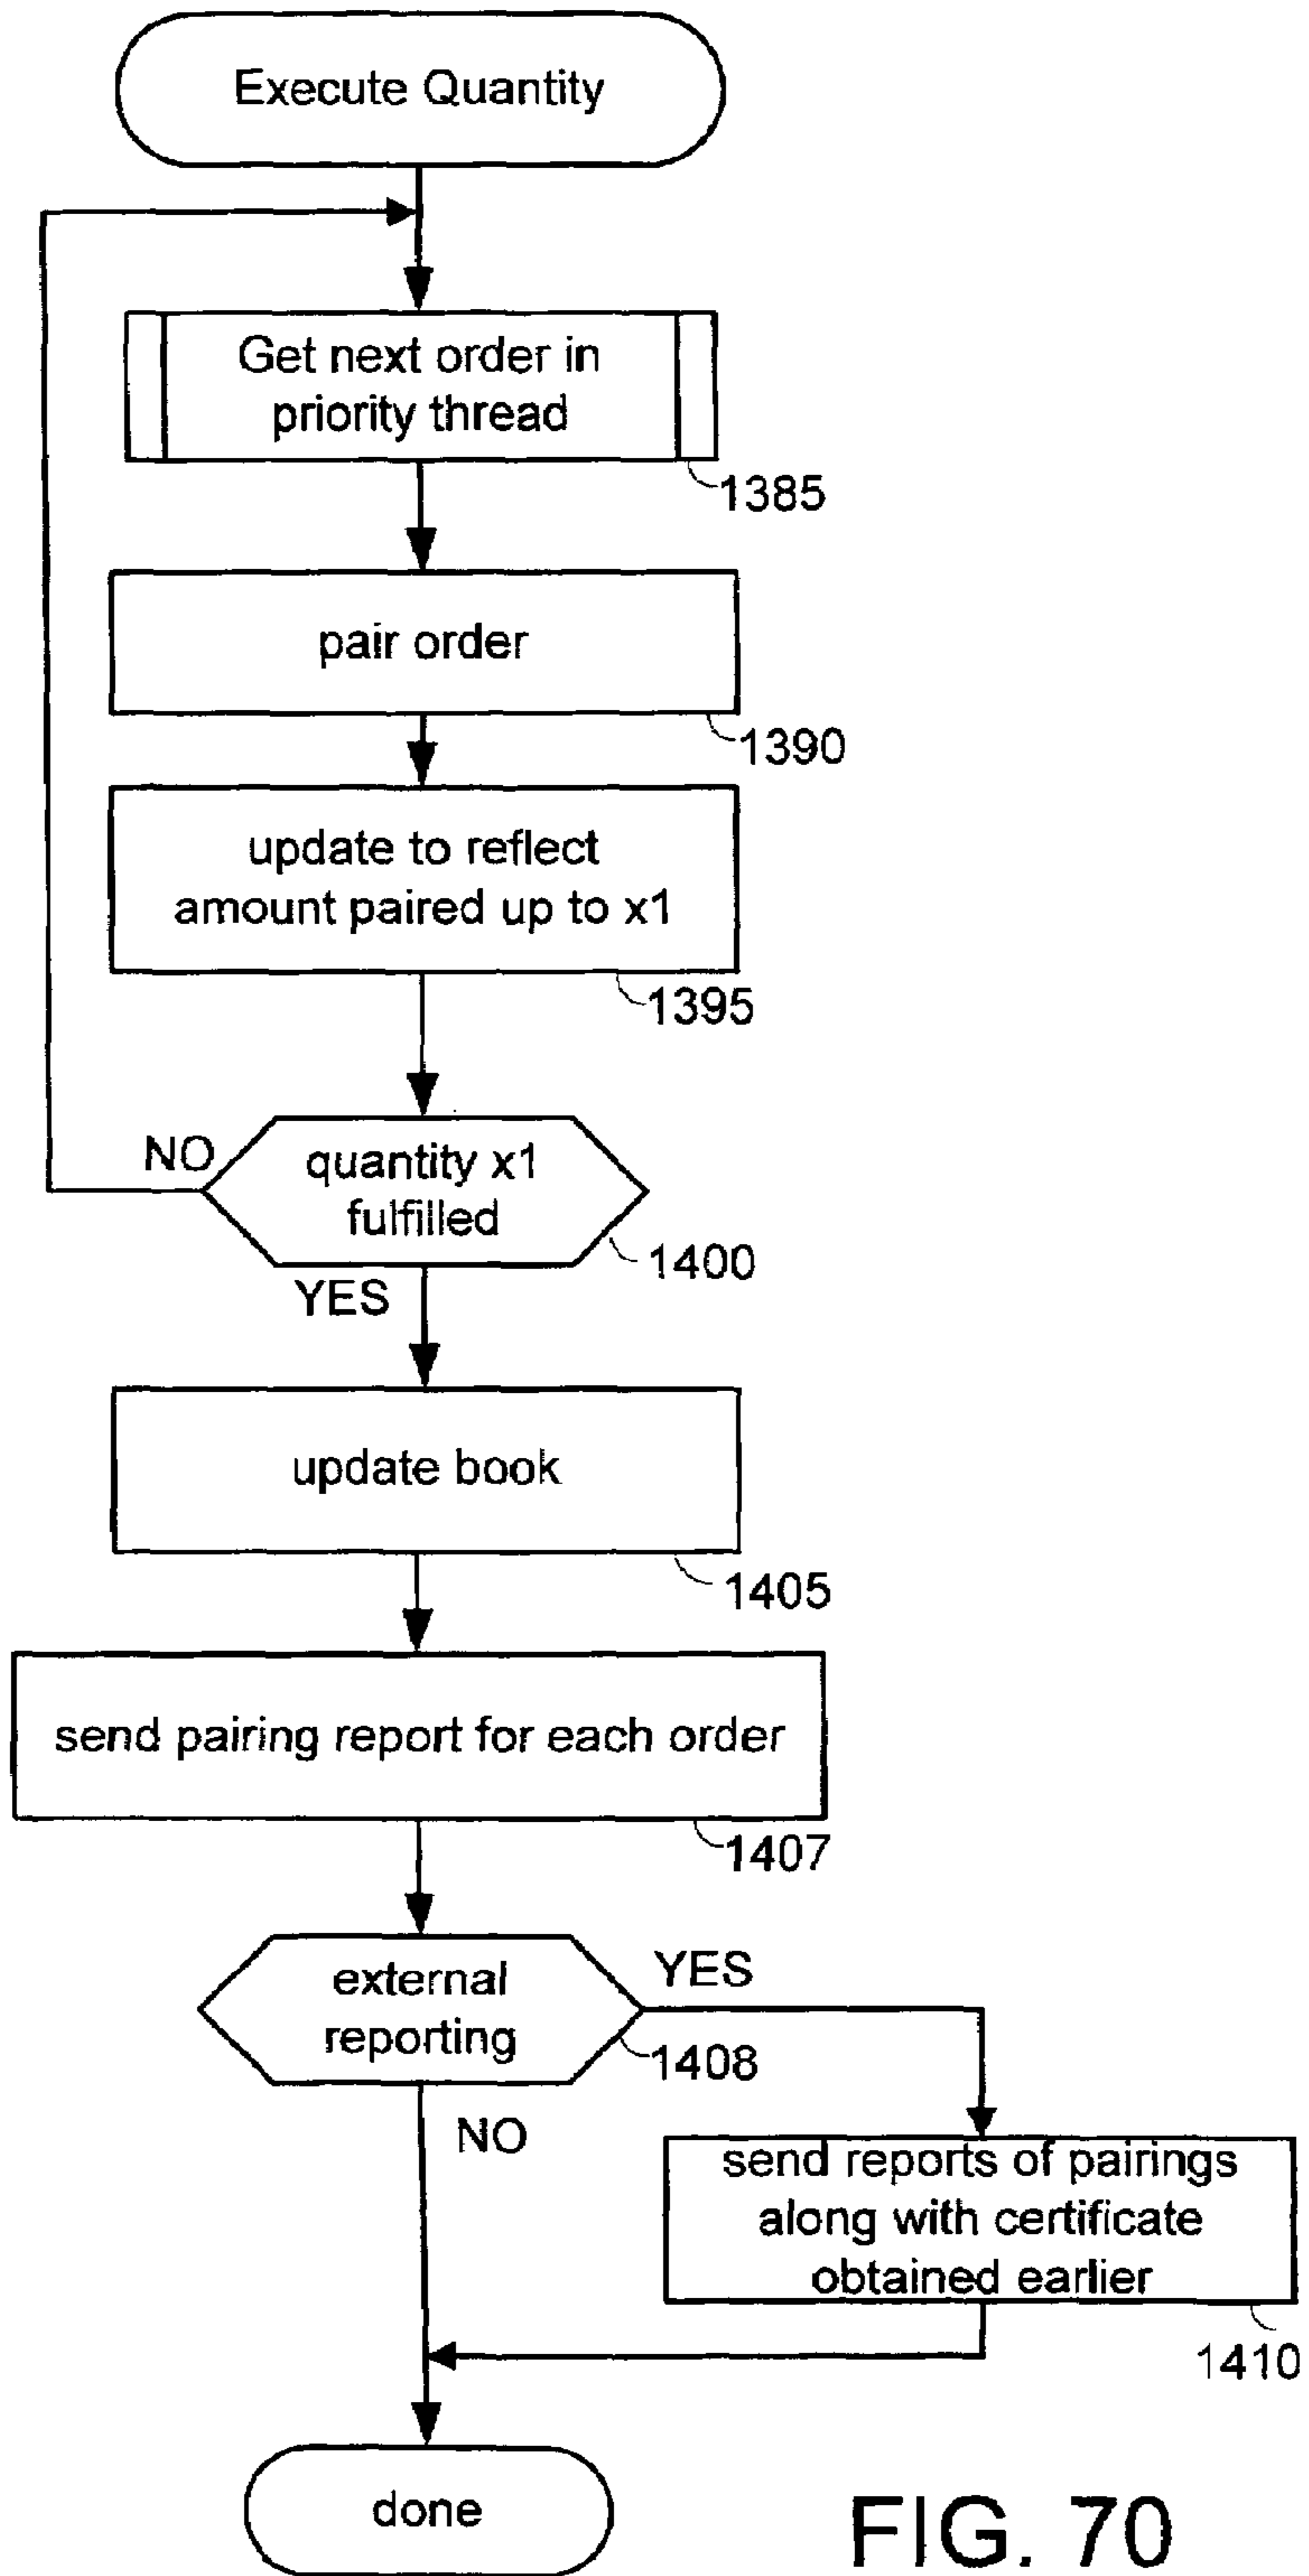 Execute Quantity
Get next order in
priority thread
1385
pair order
1390
update to reflect
amount paired up to x1
1395
NO
quantity x1
fulfilled
1400
YES
update book
1405
send pairing report for each order
1407
external
reporting
YES
1408
NO
send reports of pairings
along with certificate
obtained earlier
1410
done
FIG. 70